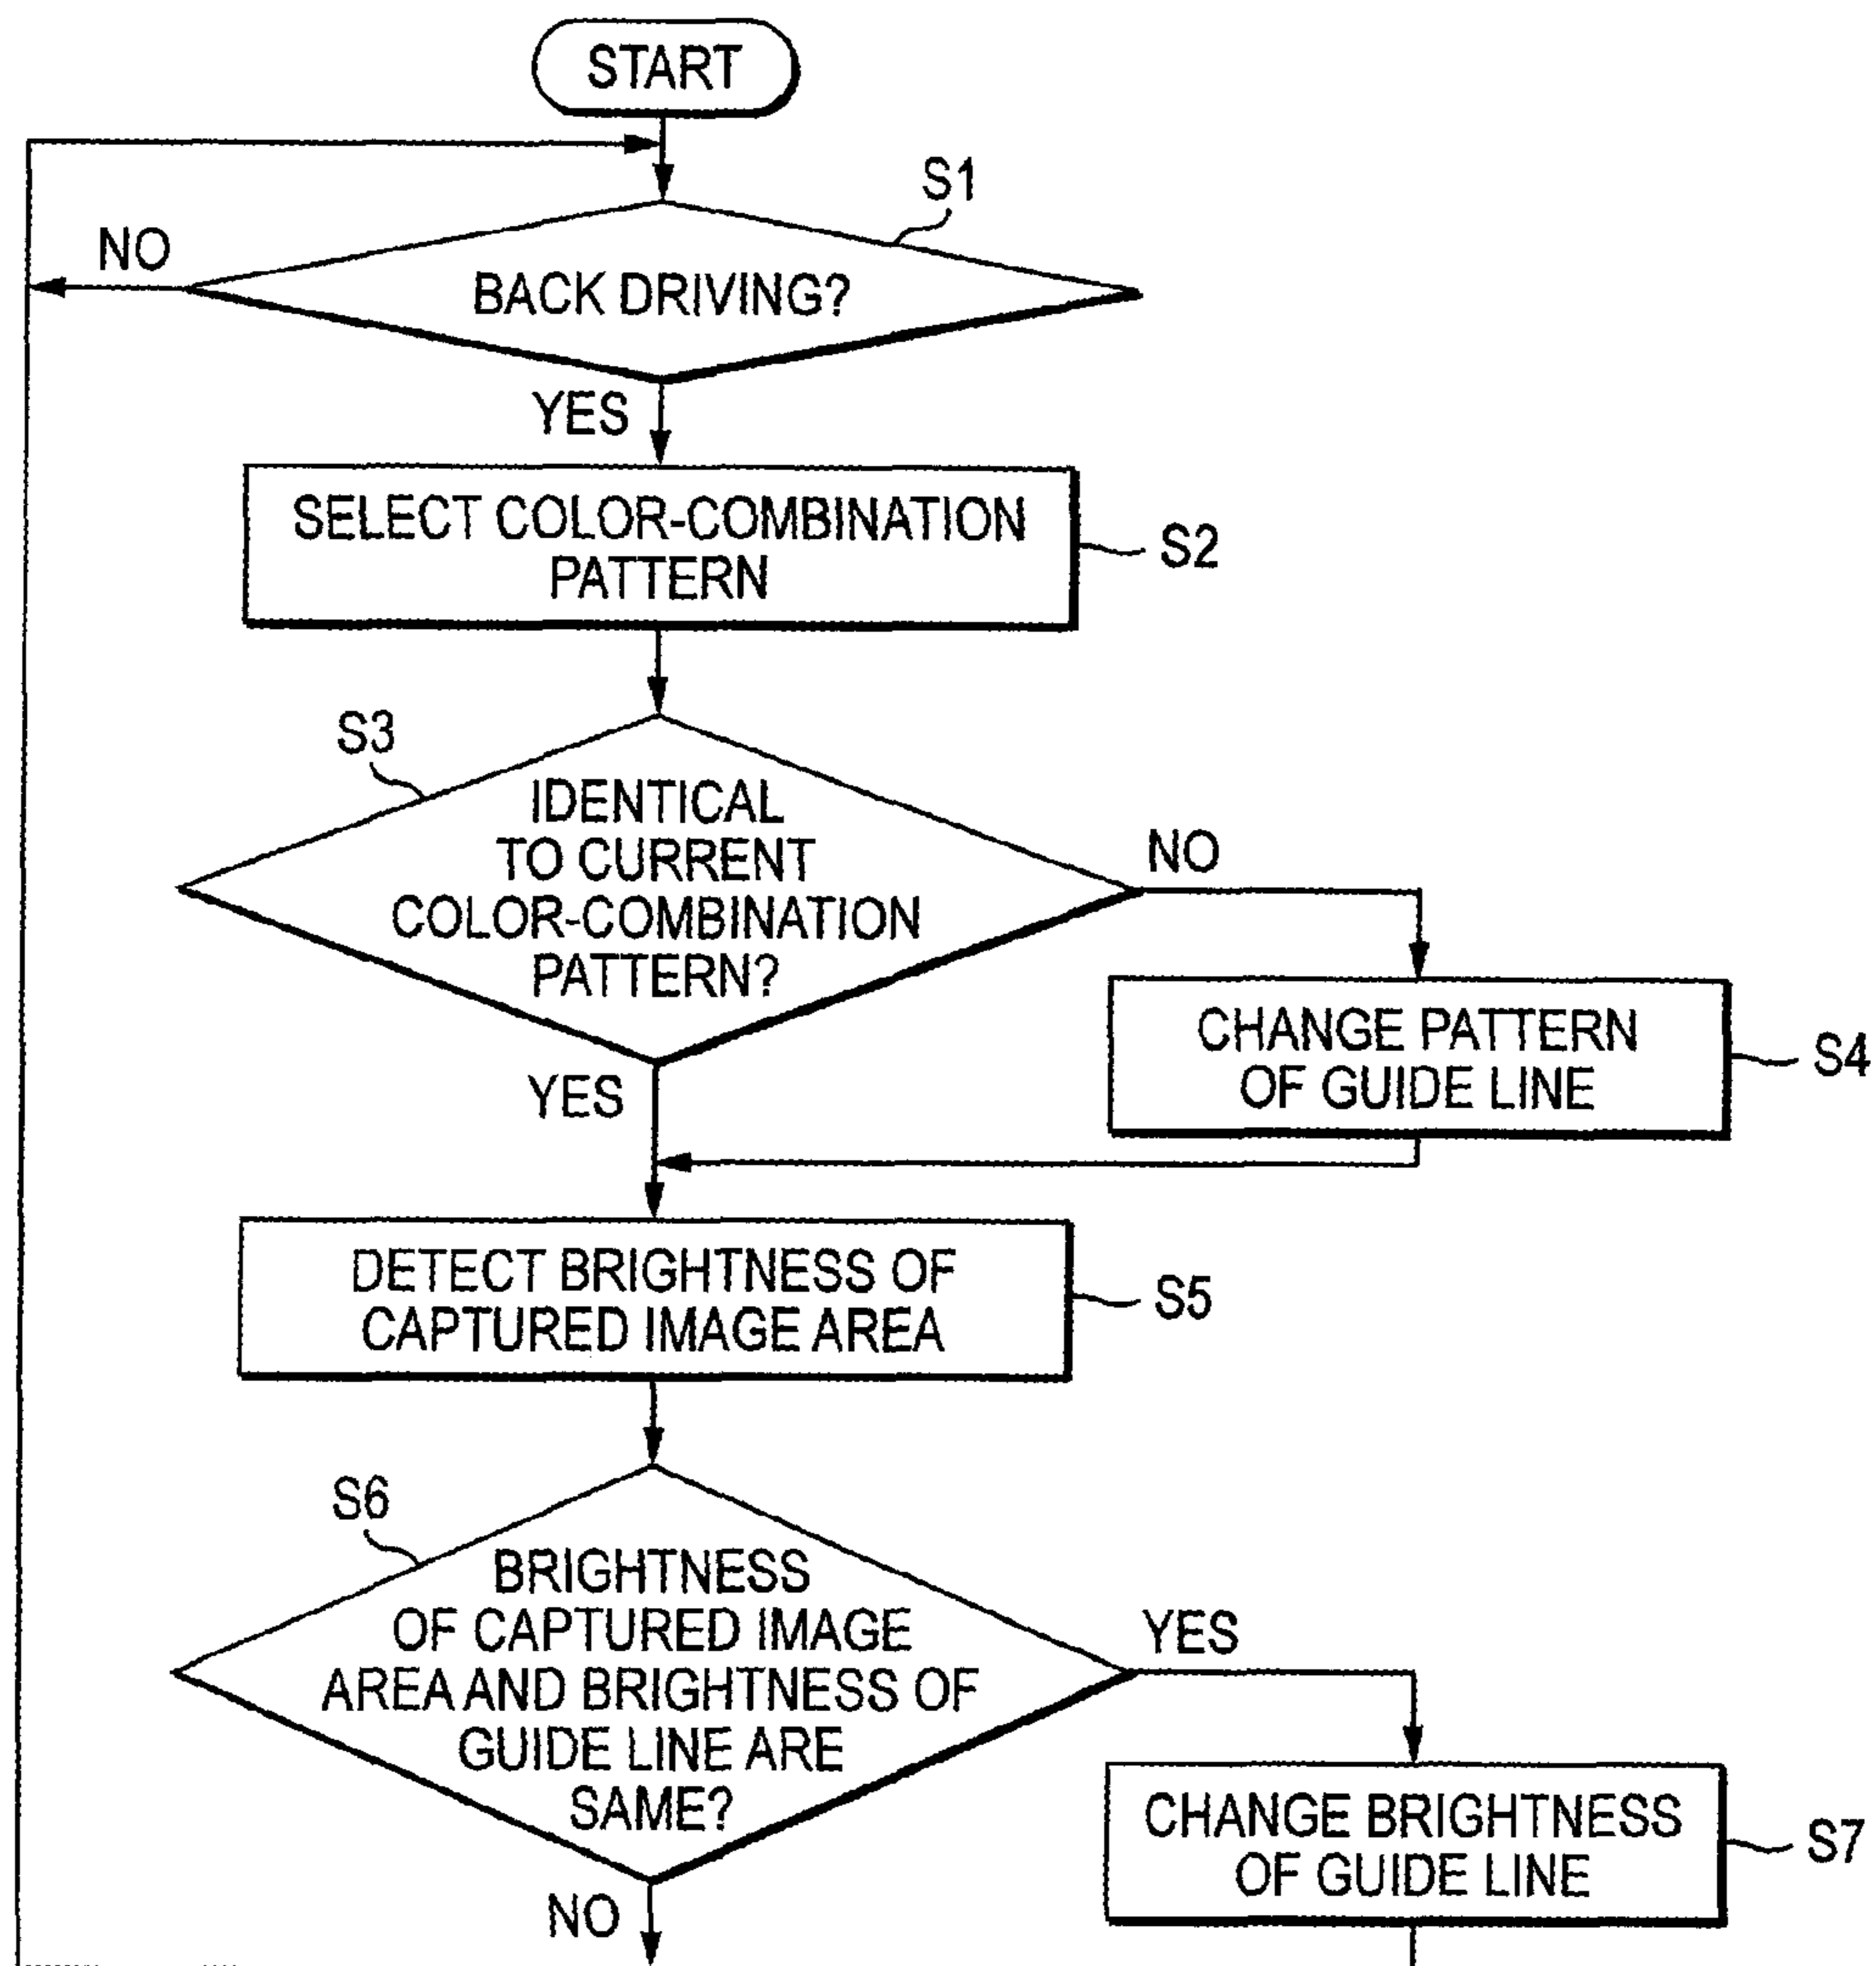 START
S1
NO
BACK DRIVING?
YES
SELECT COLOR-COMBINATION
PATTERN
S2
S3
IDENTICAL
TO CURRENT
COLOR-COMBINATION
PATTERN?
NO
YES
CHANGE PATTERN
OF GUIDE LINE
S4
DETECT BRIGHTNESS OF
CAPTURED IMAGE AREA
S5
S6
BRIGHTNESS
OF CAPTURED IMAGE
AREA AND BRIGHTNESS OF
GUIDE LINE ARE
SAME?
YES
NO
CHANGE BRIGHTNESS
OF GUIDE LINE
S7